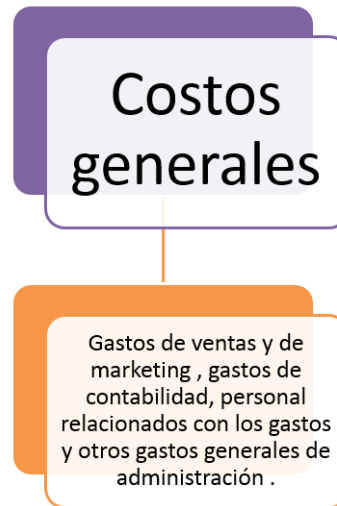 Costos
generales
Gastos de ventas y de
marketing , gastos de
contabilidad, personal
relacionados con los gastos
y otros gastos generales de
administración .